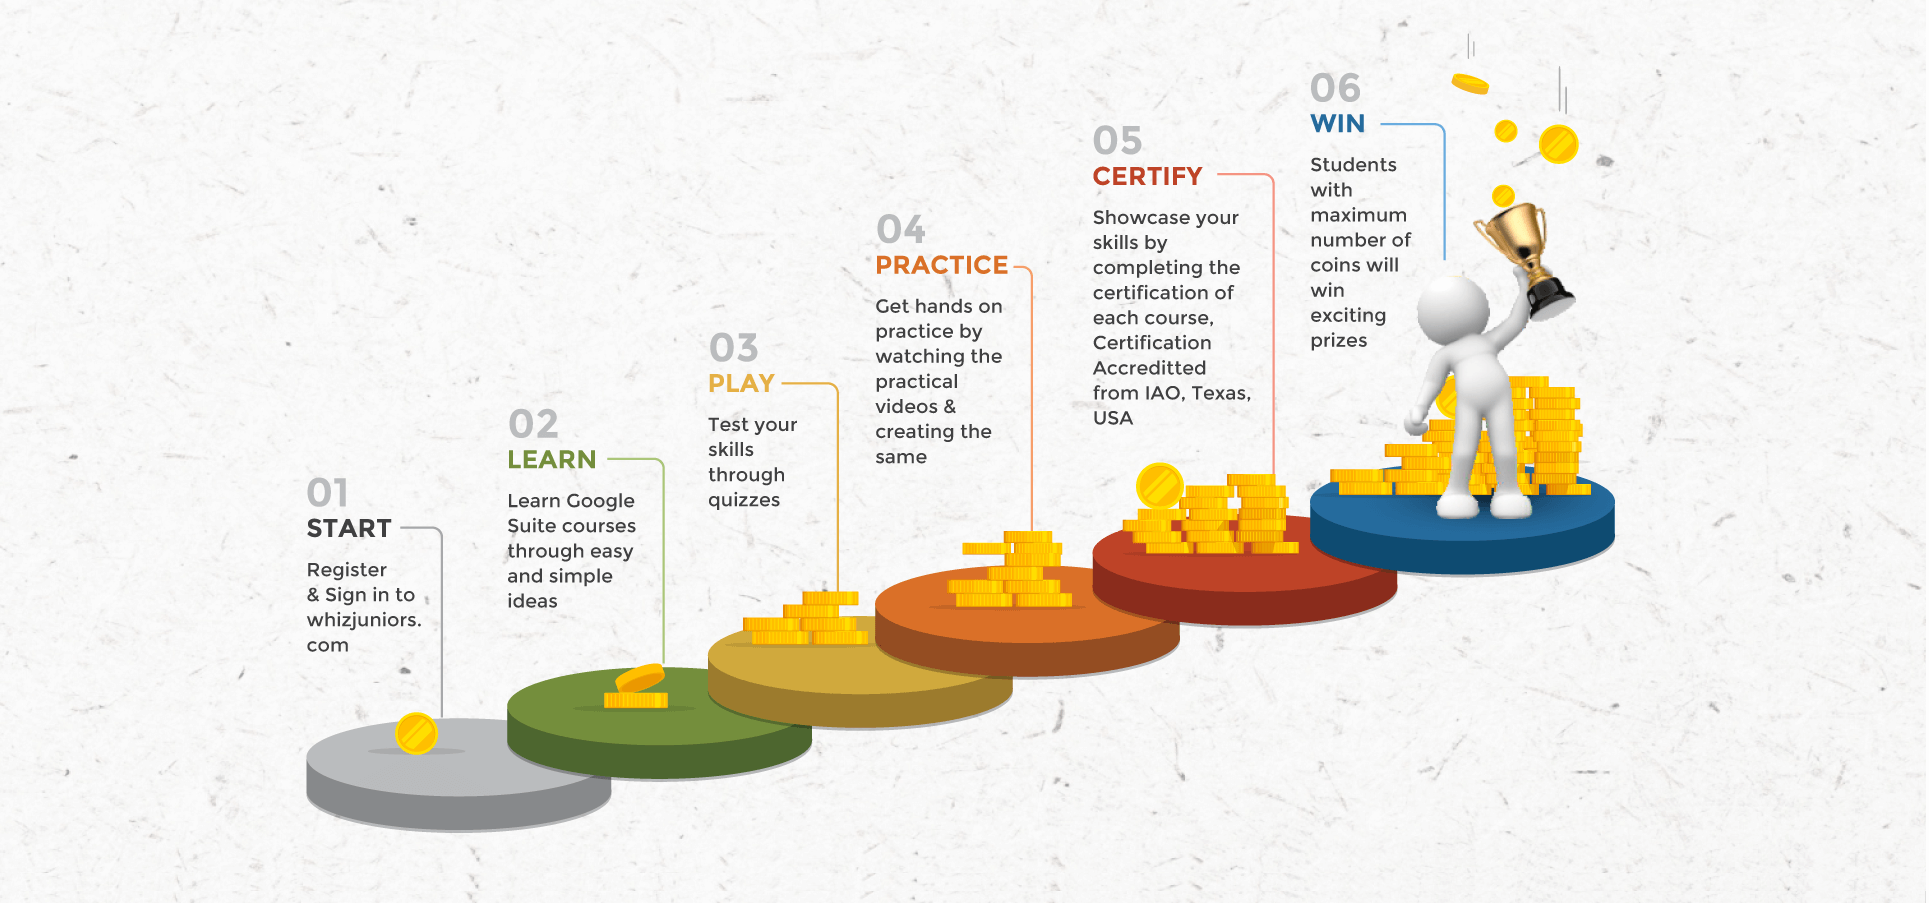 01
START
Register
& Sign in to
whizjuniors.
com
02
LEARN
Learn Google
Suite courses
through easy
and simple
ideas
03
PLAY
Test your
skills
through
quizzes
04
PRACTICE
Get hands on
practice by
watching the
practical
videos &
creating the
same
05
CERTIFY
Showcase your
skills by
completing the
certification of
each course,
Certification
Accreditted
from IAO, Texas,
USA
06
WIN
Students
with
maximum
number of
coins will
win
exciting
prizes